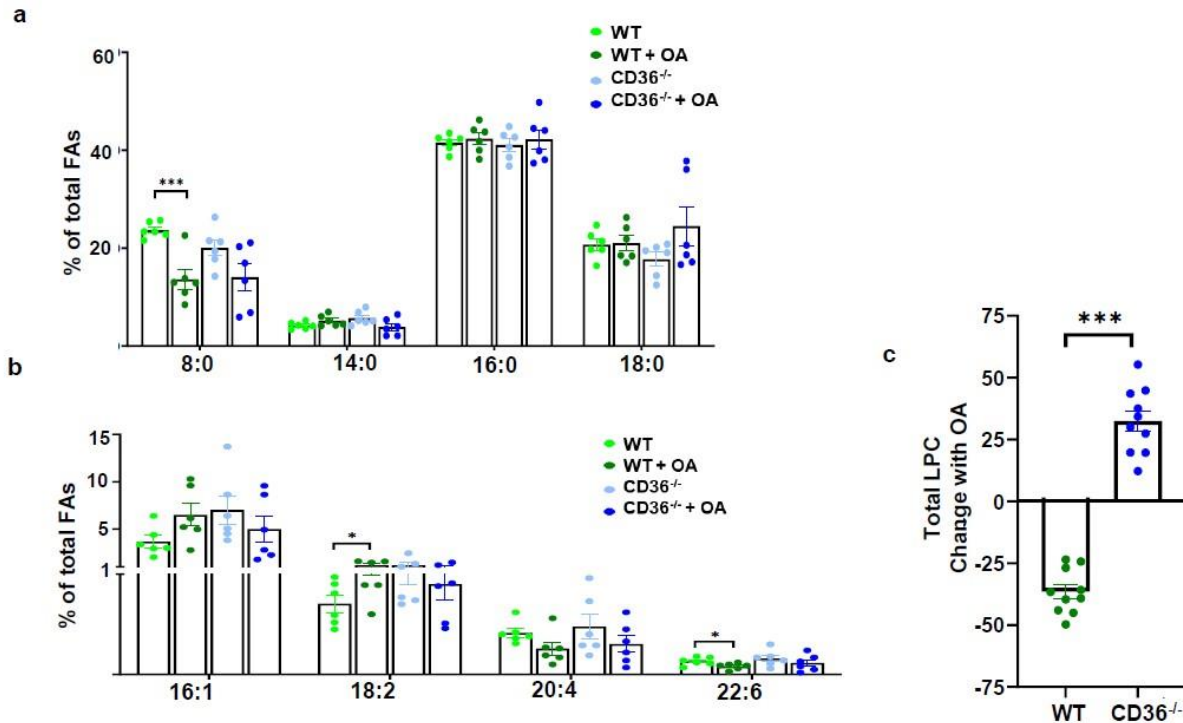 a
WT
WT + OA
CD36-/-
CD36-/- + OA
% of total FAs
60
40
20
***
8:0 14:0 16:0 18:0
b
WT
WT + OA
CD36-/-
CD36-/- + OA
% of total FAs
15
10
5
1
*
*
16:1 18:2 20:4 22:6
c
Total LPC
Change with OA
75
50
25
0
-25
-50
-75
***
WT CD36-/-